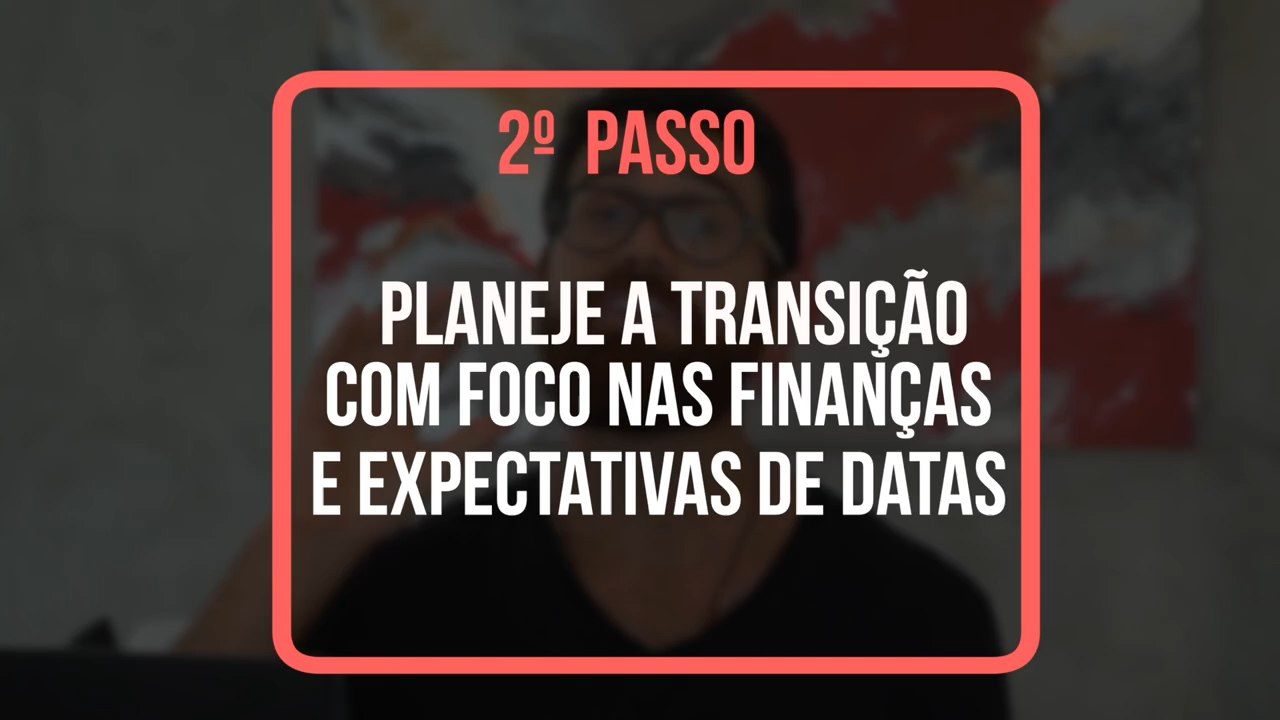 2º PASSO
PLANEJE A TRANSIÇÃO
COM FOCO NAS FINANÇAS
E EXPECTATIVAS DE DATAS